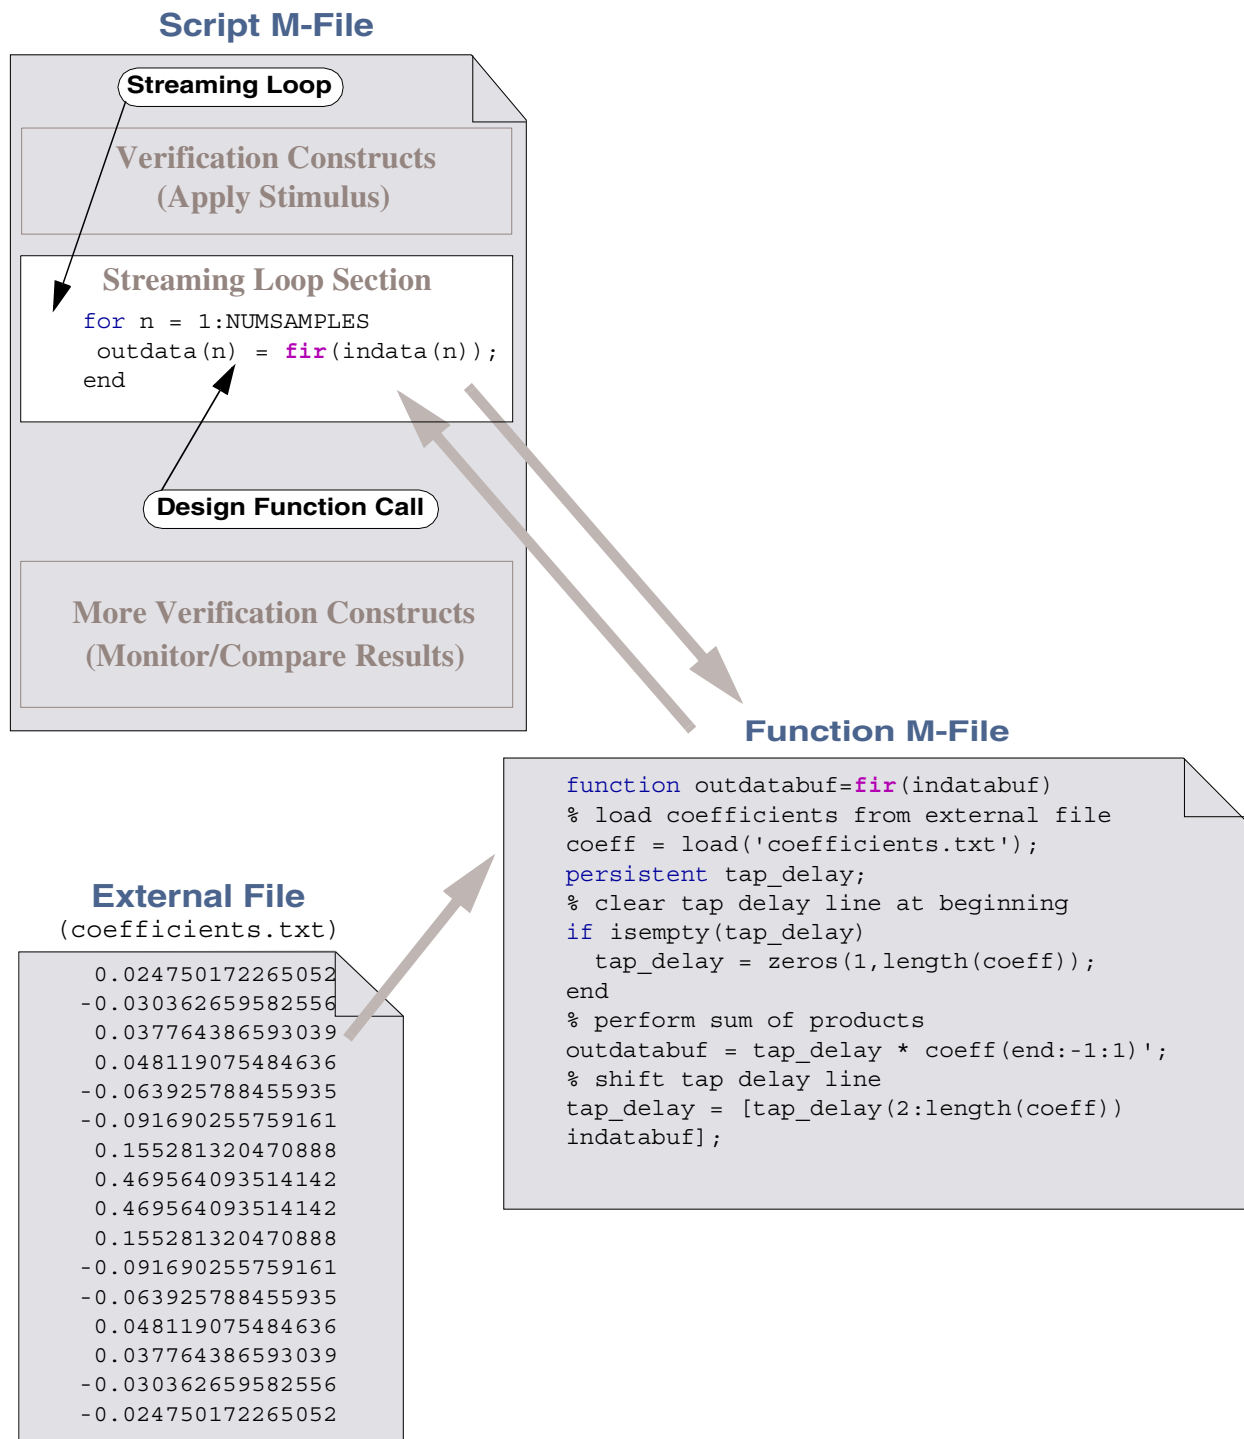 Script M-File
Streaming Loop
Verification Constructs
(Apply Stimulus)
Streaming Loop Section
for n = 1:NUMSAMPLES
outdata(n) = fir(indata(n));
end
Design Function Call
More Verification Constructs
(Monitor/Compare Results)
Function M-File
function outdatabuf=fir(indatabuf)
% load coefficients from external file
coeff = load('coefficients.txt');
persistent tap_delay;
% clear tap delay line at beginning
if isempty(tap_delay)
tap_delay = zeros(1,length(coeff));
end
% perform sum of products
outdatabuf = tap_delay * coeff(end:-1:1)';
% shift tap delay line
tap_delay = [tap_delay(2:length(coeff))
indatabuf];
External File
(coefficients.txt)
0.024750172265052
-0.030362659582556
0.037764386593039
0.048119075484636
-0.063925788455935
-0.091690255759161
0.155281320470888
0.469564093514142
0.469564093514142
0.155281320470888
-0.091690255759161
-0.063925788455935
0.048119075484636
0.037764386593039
-0.030362659582556
-0.024750172265052